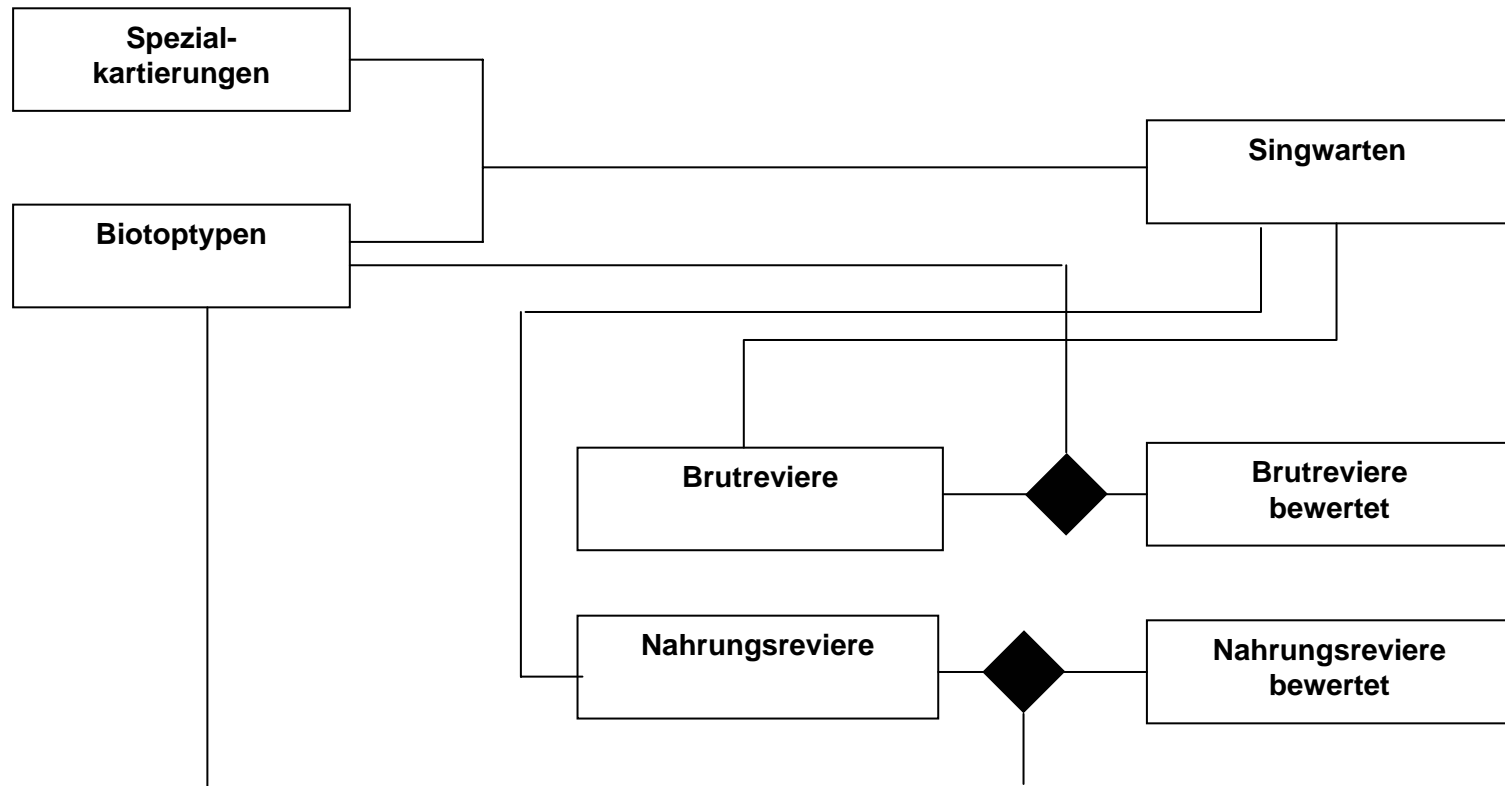 Spezial-
kartierungen
Singwarten
Biotoptypen
Brutreviere
Brutreviere
bewertet
Nahrungsreviere
Nahrungsreviere
bewertet